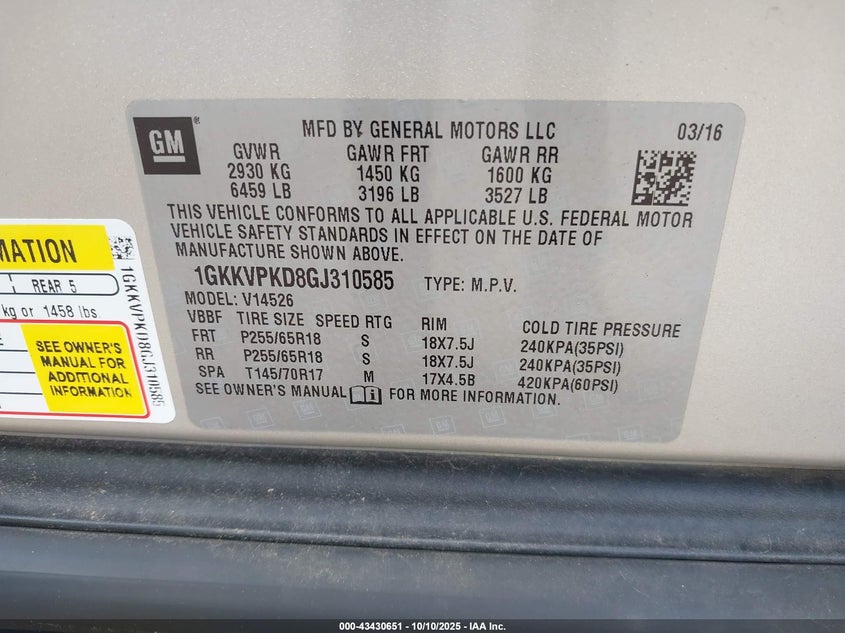 GM®
MFD BY GENERAL MOTORS LLC 03/16
GVWR GAWR FRT GAWR RR
2930 KG 1450 KG 1600 KG
6459 LB 3196 LB 3527 LB
THIS VEHICLE CONFORMS TO ALL APPLICABLE U.S. FEDERAL MOTOR
VEHICLE SAFETY STANDARDS IN EFFECT ON THE DATE OF
MANUFACTURE SHOWN ABOVE.
1GKKVPKD8GJ310585 TYPE: M.P.V.
MODEL: V14526
VBBF TIRE SIZE SPEED RTG RIM COLD TIRE PRESSURE
FRT P255/65R18 S 18X7.5J 240KPA(35PSI)
RR P255/65R18 S 18X7.5J 240KPA(35PSI)
SPA T145/70R17 M 17X4.5B 420KPA(60PSI)
SEE OWNER'S MANUAL FOR MORE INFORMATION.
MATION
REAR 5
kg or 1458 lbs.
SEE OWNER'S
MANUAL FOR
ADDITIONAL
INFORMATION
1GKKVPKD8GJ310585
000-43430651 - 10/10/2025 - IAA Inc.